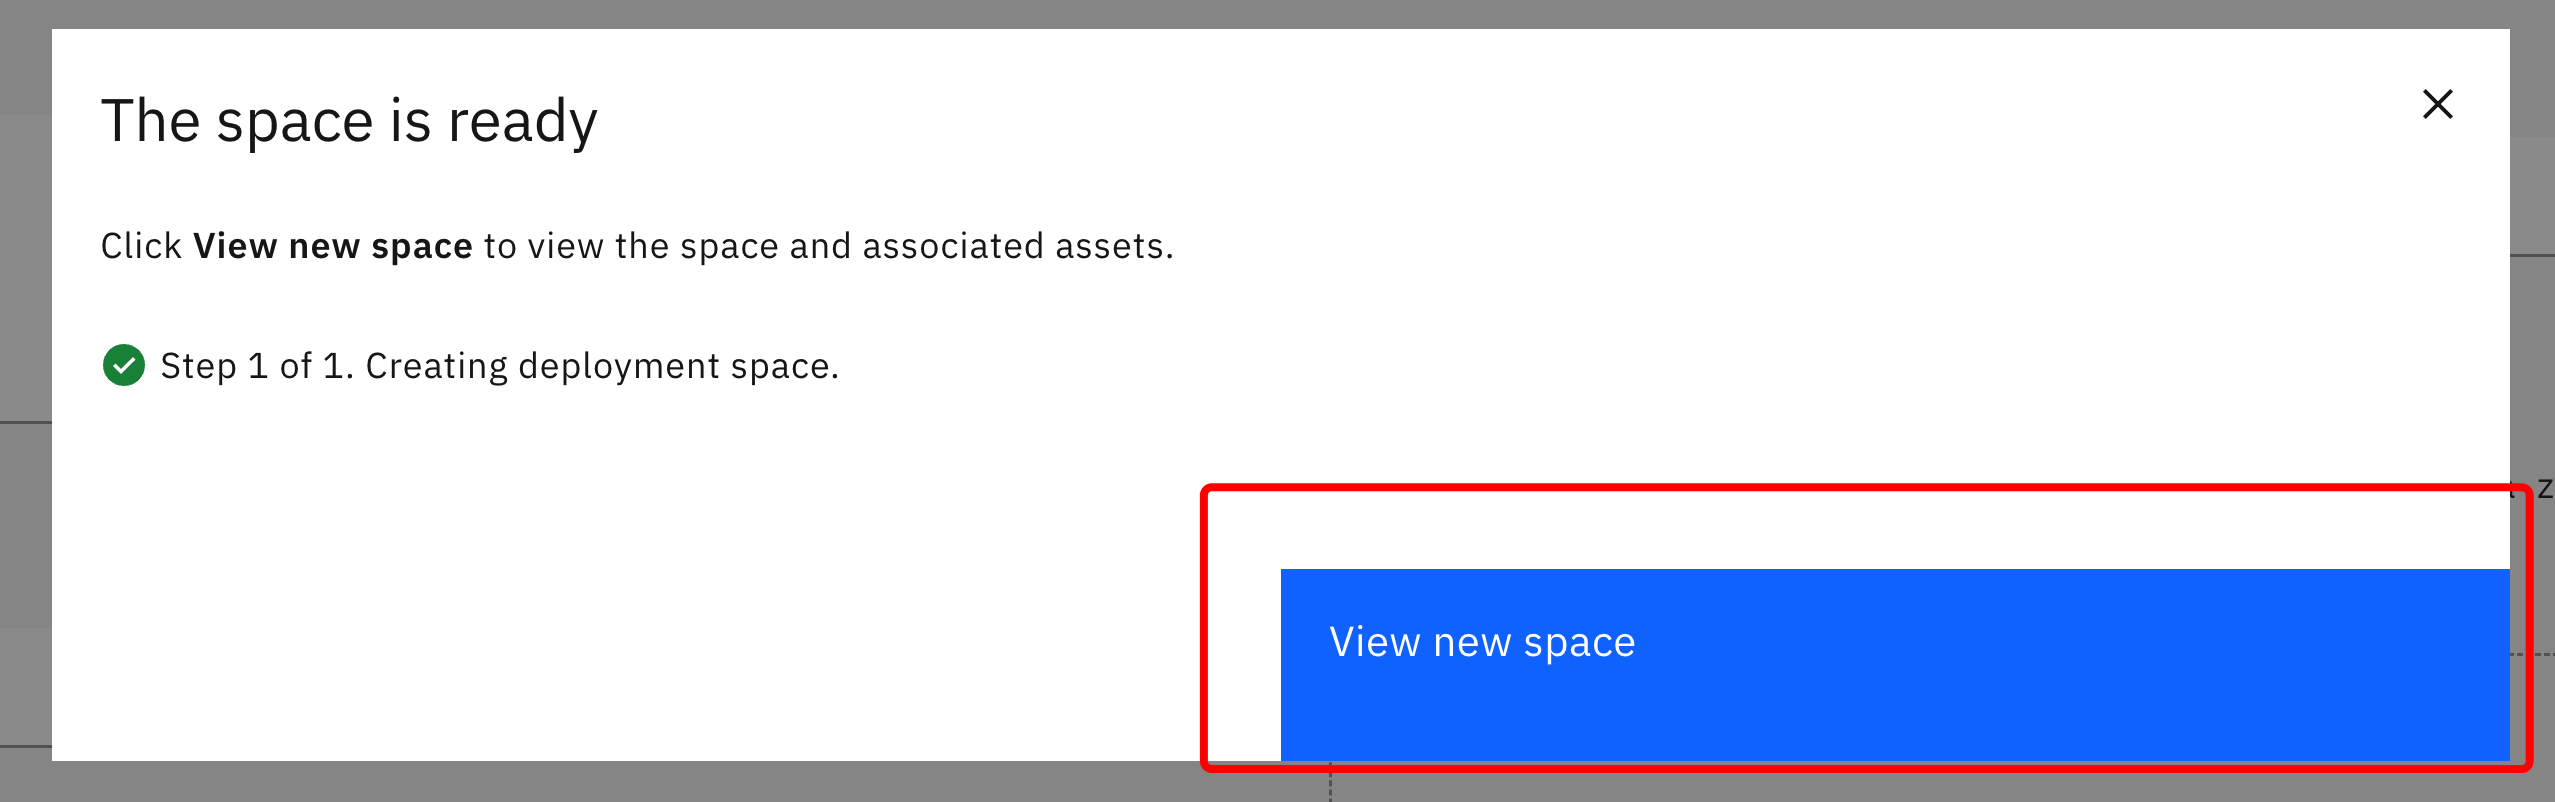 The space is ready
Click View new space to view the space and associated assets.
Step 1 of 1. Creating deployment space.
View new space